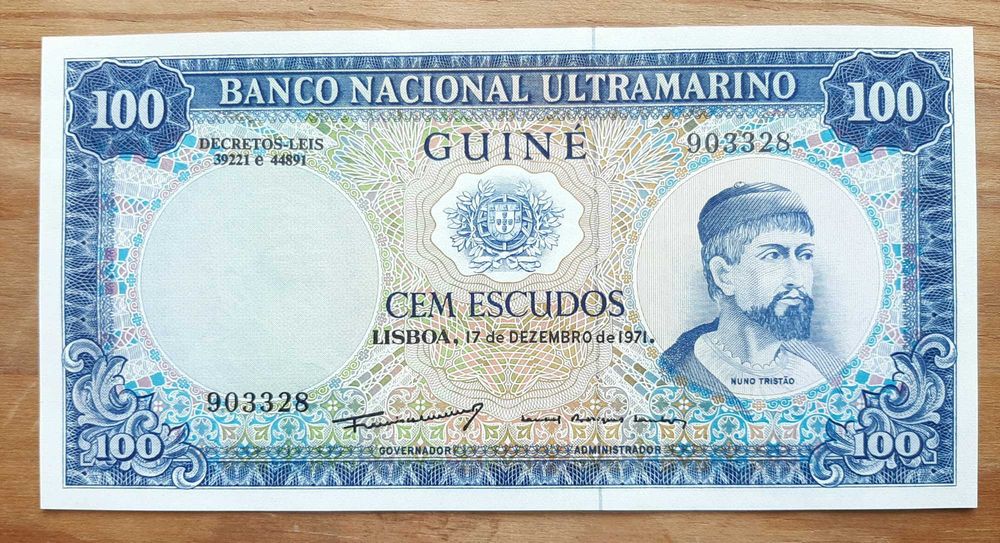 100 BANCO NACIONAL ULTRAMARINO 100
DECRETOS-LEIS
39221 e 44891
GUINÉ
903328
CEM ESCUDOS
LISBOA, 17 de DEZEMBRO de 1971.
NUNO TRISTÃO
903328
GOVERNADOR ADMINISTRADOR
100 100